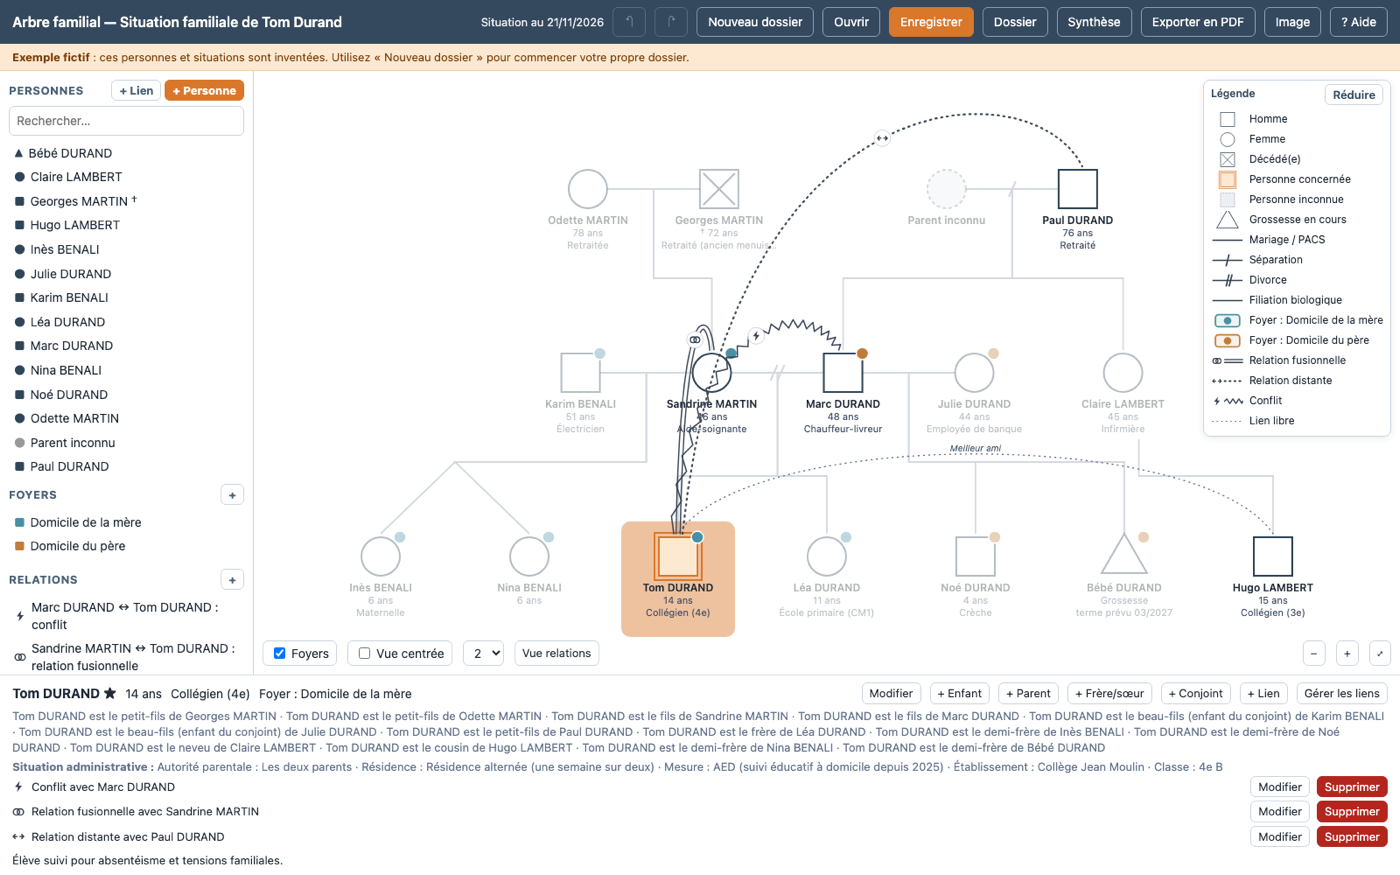 Arbre familial — Situation familiale de Tom Durand
Situation au 21/11/2026
Nouveau dossier
Ouvrir
Enregistrer
Dossier
Synthèse
Exporter en PDF
Image
? Aide
Exemple fictif : ces personnes et situations sont inventées. Utilisez « Nouveau dossier » pour commencer votre propre dossier.
PERSONNES
+ Lien
+ Personne
Rechercher...
Bébé DURAND
Claire LAMBERT
Georges MARTIN †
Hugo LAMBERT
Inès BENALI
Julie DURAND
Karim BENALI
Léa DURAND
Marc DURAND
Nina BENALI
Noé DURAND
Odette MARTIN
Parent inconnu
Paul DURAND
FOYERS
+
Domicile de la mère
Domicile du père
RELATIONS
+
Marc DURAND ↔ Tom DURAND :
conflit
Sandrine MARTIN ↔ Tom DURAND :
relation fusionnelle
Odette MARTIN
78 ans
Retraitée
Georges MARTIN
† 72 ans
Retraité (ancien menuis...
Parent inconnu
Paul DURAND
76 ans
Retraité
Karim BENALI
51 ans
Électricien
Sandrine MARTIN
46 ans
Aide-soignante
Marc DURAND
48 ans
Chauffeur-livreur
Julie DURAND
44 ans
Employée de banque
Claire LAMBERT
45 ans
Infirmière
Meilleur ami
Inès BENALI
6 ans
Maternelle
Nina BENALI
6 ans
Tom DURAND
14 ans
Collégien (4e)
Léa DURAND
11 ans
École primaire (CM1)
Noé DURAND
4 ans
Crèche
Bébé DURAND
Grossesse
terme prévu 03/2027
Hugo LAMBERT
15 ans
Collégien (3e)
Légende
Réduire
Homme
Femme
Décédé(e)
Personne concernée
Personne inconnue
Grossesse en cours
Mariage / PACS
Séparation
Divorce
Filiation biologique
Foyer : Domicile de la mère
Foyer : Domicile du père
Relation fusionnelle
Relation distante
Conflit
Lien libre
Foyers
Vue centrée
2
Vue relations
−
+
Tom DURAND ★ 14 ans Collégien (4e) Foyer : Domicile de la mère
Modifier
+ Enfant
+ Parent
+ Frère/sœur
+ Conjoint
+ Lien
Gérer les liens
Tom DURAND est le petit-fils de Georges MARTIN · Tom DURAND est le petit-fils de Odette MARTIN · Tom DURAND est le fils de Sandrine MARTIN · Tom DURAND est le fils de Marc DURAND · Tom DURAND est le beau-fils (enfant du conjoint) de Karim BENALI
· Tom DURAND est le beau-fils (enfant du conjoint) de Julie DURAND · Tom DURAND est le petit-fils de Paul DURAND · Tom DURAND est le frère de Léa DURAND · Tom DURAND est le demi-frère de Inès BENALI · Tom DURAND est le demi-frère de Noé
DURAND · Tom DURAND est le neveu de Claire LAMBERT · Tom DURAND est le cousin de Hugo LAMBERT · Tom DURAND est le demi-frère de Nina BENALI · Tom DURAND est le demi-frère de Bébé DURAND
Situation administrative : Autorité parentale : Les deux parents · Résidence : Résidence alternée (une semaine sur deux) · Mesure : AED (suivi éducatif à domicile depuis 2025) · Établissement : Collège Jean Moulin · Classe : 4e B
Conflit avec Marc DURAND
Modifier
Supprimer
Relation fusionnelle avec Sandrine MARTIN
Modifier
Supprimer
Relation distante avec Paul DURAND
Modifier
Supprimer
Élève suivi pour absentéisme et tensions familiales.